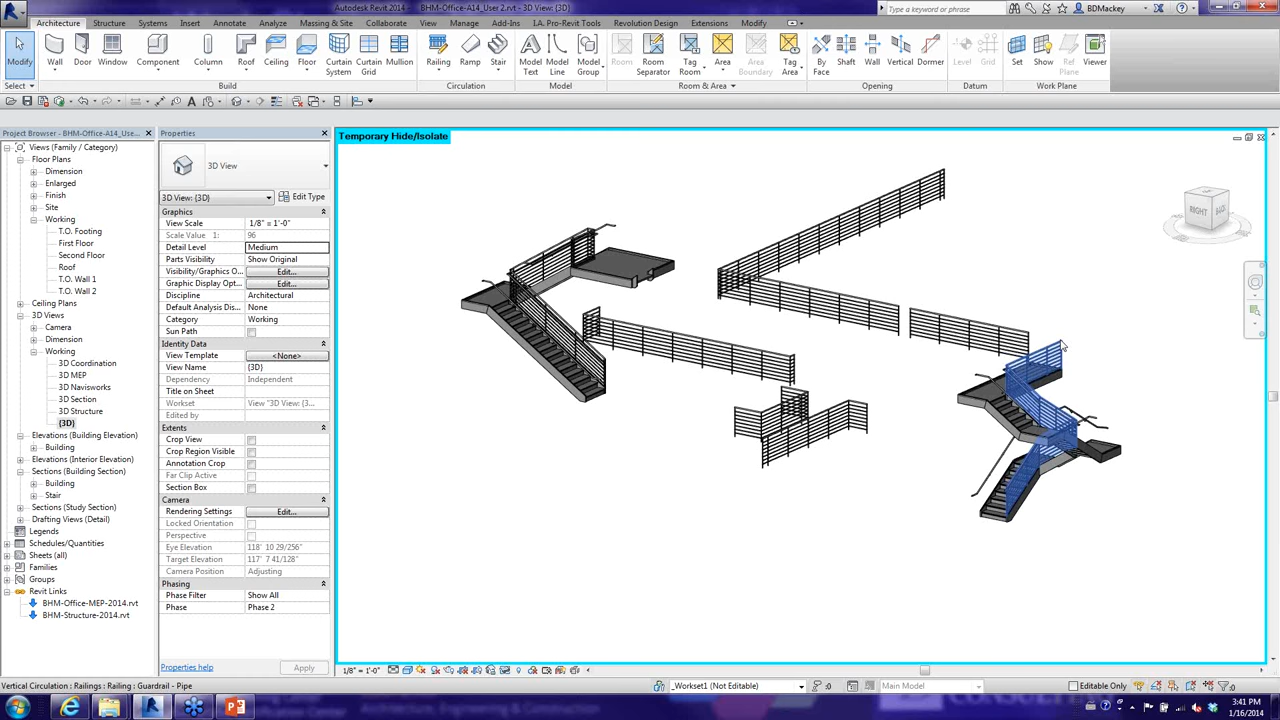 Autodesk Revit 2014 - BHM-Office-A14_User 2.rvt - 3D View: {3D}
Type a keyword or phrase
BDMackey
Architecture Structure Systems Insert Annotate Analyze Massing & Site Collaborate View Manage Add-Ins I.A. Pro-Revit Tools Revolution Design Extensions Modify
Modify Wall Door Window Component Column Roof Ceiling Floor Curtain System Curtain Grid Mullion Railing Ramp Stair Model Text Model Line Model Group Room Room Separator Tag Room Area Area Boundary Tag Area By Face Shaft Wall Vertical Dormer Level Grid Set Show Ref Plane Viewer
Select Build Circulation Model Room & Area Opening Datum Work Plane
Project Browser - BHM-Office-A14_Use...
Views (Family / Category)
Floor Plans
Dimension
Enlarged
Finish
Site
Working
T.O. Footing
First Floor
Second Floor
Roof
T.O. Wall 1
T.O. Wall 2
Ceiling Plans
3D Views
Camera
Dimension
Working
3D Coordination
3D MEP
3D Navisworks
3D Section
3D Structure
{3D}
Elevations (Building Elevation)
Building
Elevations (Interior Elevation)
Sections (Building Section)
Building
Stair
Sections (Study Section)
Drafting Views (Detail)
Legends
Schedules/Quantities
Sheets (all)
Families
Groups
Revit Links
BHM-Office-MEP-2014.rvt
BHM-Structure-2014.rvt
Properties
3D View
3D View: {3D} Edit Type
Graphics
View Scale 1/8" = 1'-0"
Scale Value 1: 96
Detail Level Medium
Parts Visibility Show Original
Visibility/Graphics O... Edit...
Graphic Display Opt... Edit...
Discipline Architectural
Default Analysis Dis... None
Category Working
Sun Path
Identity Data
View Template <None>
View Name {3D}
Dependency Independent
Title on Sheet
Workset View "3D View: {3...
Edited by
Extents
Crop View
Crop Region Visible
Annotation Crop
Far Clip Active
Section Box
Camera
Rendering Settings Edit...
Locked Orientation
Perspective
Eye Elevation 118' 10 29/256"
Target Elevation 117' 7 41/128"
Camera Position Adjusting
Phasing
Phase Filter Show All
Phase Phase 2
Properties help Apply
Temporary Hide/Isolate
RIGHT
1/8" = 1'-0"
Vertical Circulation : Railings : Railing : Guardrail - Pipe
_Workset1 (Not Editable)
:0
Main Model
Editable Only
:0
3:41 PM
1/16/2014